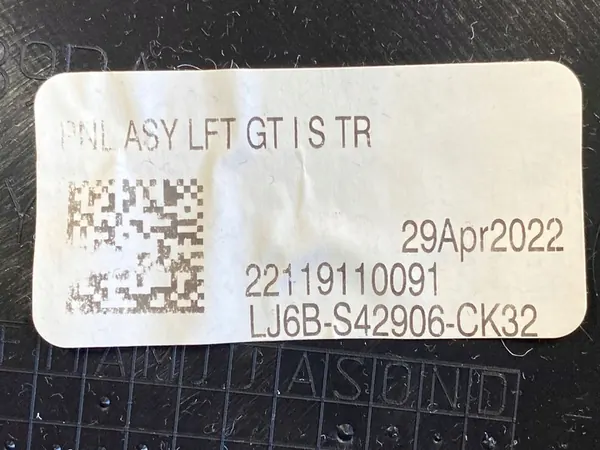 PNL ASY LFT GT I S TR
29Apr2022
22119110091
LJ6B-S42906-CK32
J A S O N D